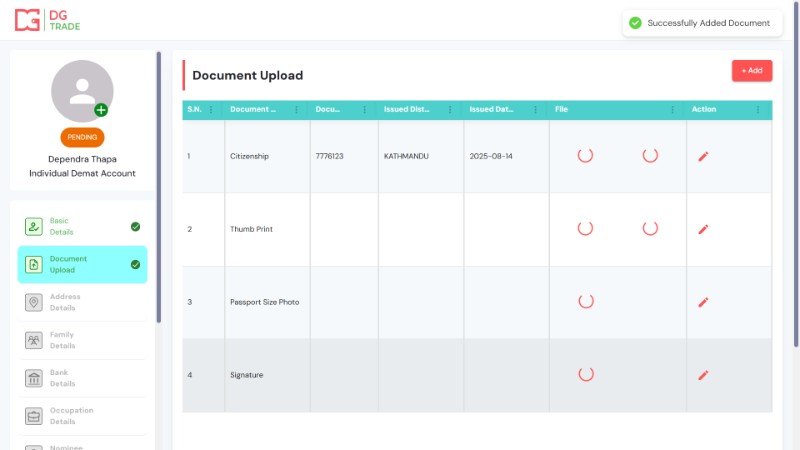 DG
TRADE
Successfully Added Document
PENDING
Dependra Thapa
Individual Demat Account
Basic
Details
Document
Upload
Address
Details
Family
Details
Bank
Details
Occupation
Details
Nominee
Document Upload
+ Add
S.N. Document ... Docu... Issued Dist... Issued Dat... File Action
1 Citizenship 7776123 KATHMANDU 2025-08-14
2 Thumb Print
3 Passport Size Photo
4 Signature